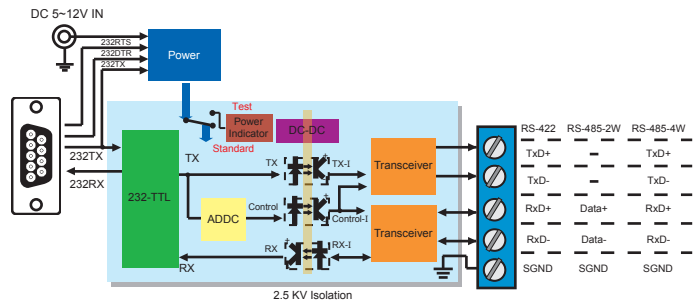 DC 5~12V IN
232RTS
232DTR
232TX
Power
Test
Power
Indicator
DC-DC
Standard
232TX
232RX
232-TTL
TX
TX
TX-I
Transceiver
ADDC
Control
Control-I
Transceiver
RX
RX
RX-I
2.5 KV Isolation
RS-422 RS-485-2W RS-485-4W
TxD+ - TxD+
TxD- - TxD-
RxD+ Data+ RxD+
RxD- Data- RxD-
SGND SGND SGND